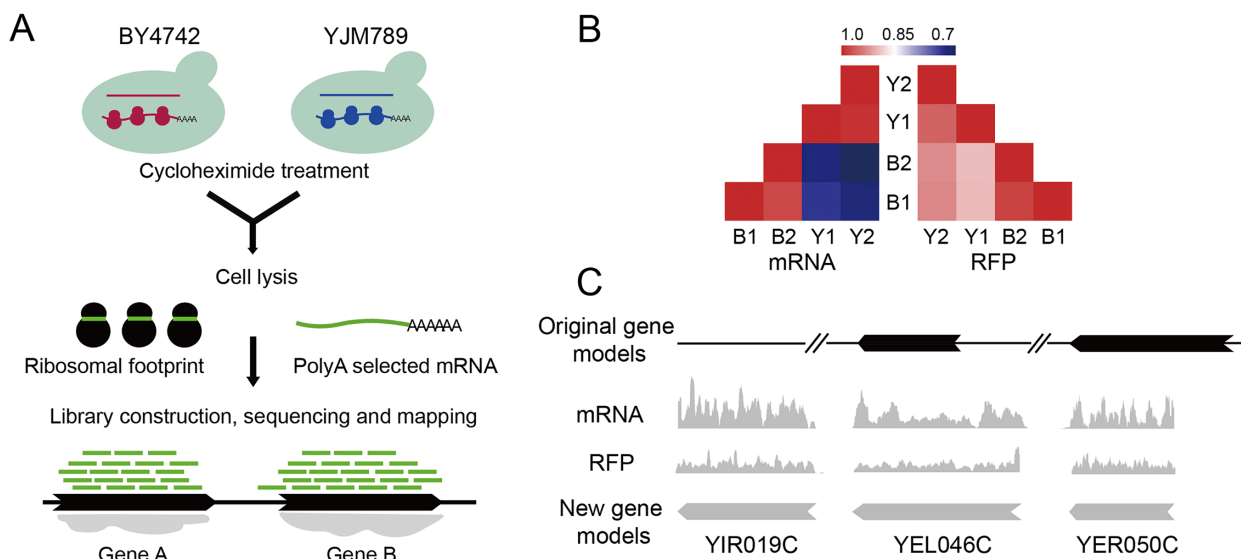 A
BY4742
YJM789
AAAA
AAAA
Cycloheximide treatment
Cell lysis
AAAAAA
Ribosomal footprint
PolyA selected mRNA
Library construction, sequencing and mapping
Gene A
Gene B
B
1.0 0.85 0.7
Y2
Y1
B2
B1
B1 B2 Y1 Y2
Y2 Y1 B2 B1
mRNA
RFP
C
Original gene
models
mRNA
RFP
New gene
models
YIR019C
YEL046C
YER050C